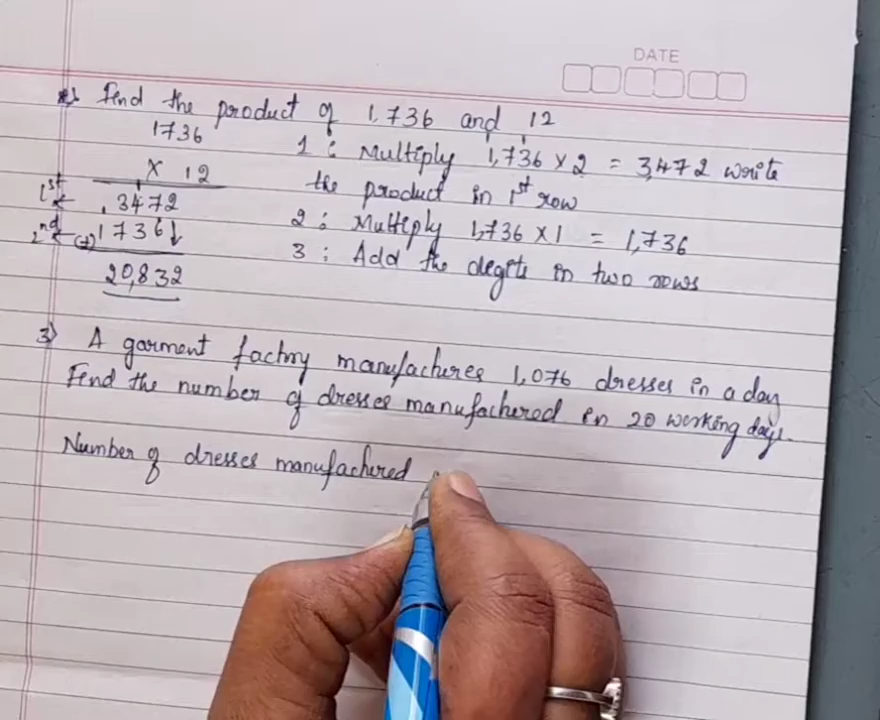 DATE
Find the product of 1,736 and 12
1736
1 : Multiply 1,736 x 2 = 3,472 write
X 12
the product in 1st row
1st 3472
2 : Multiply 1,736 x 1 = 1,736
2nd (+) 1736↓
3 : Add the degits in two rows
20,832
3) A garment factory manufactures 1,076 dresses in a day
Find the number of dresses manufachered in 20 working days.
Number of dresses manufachered